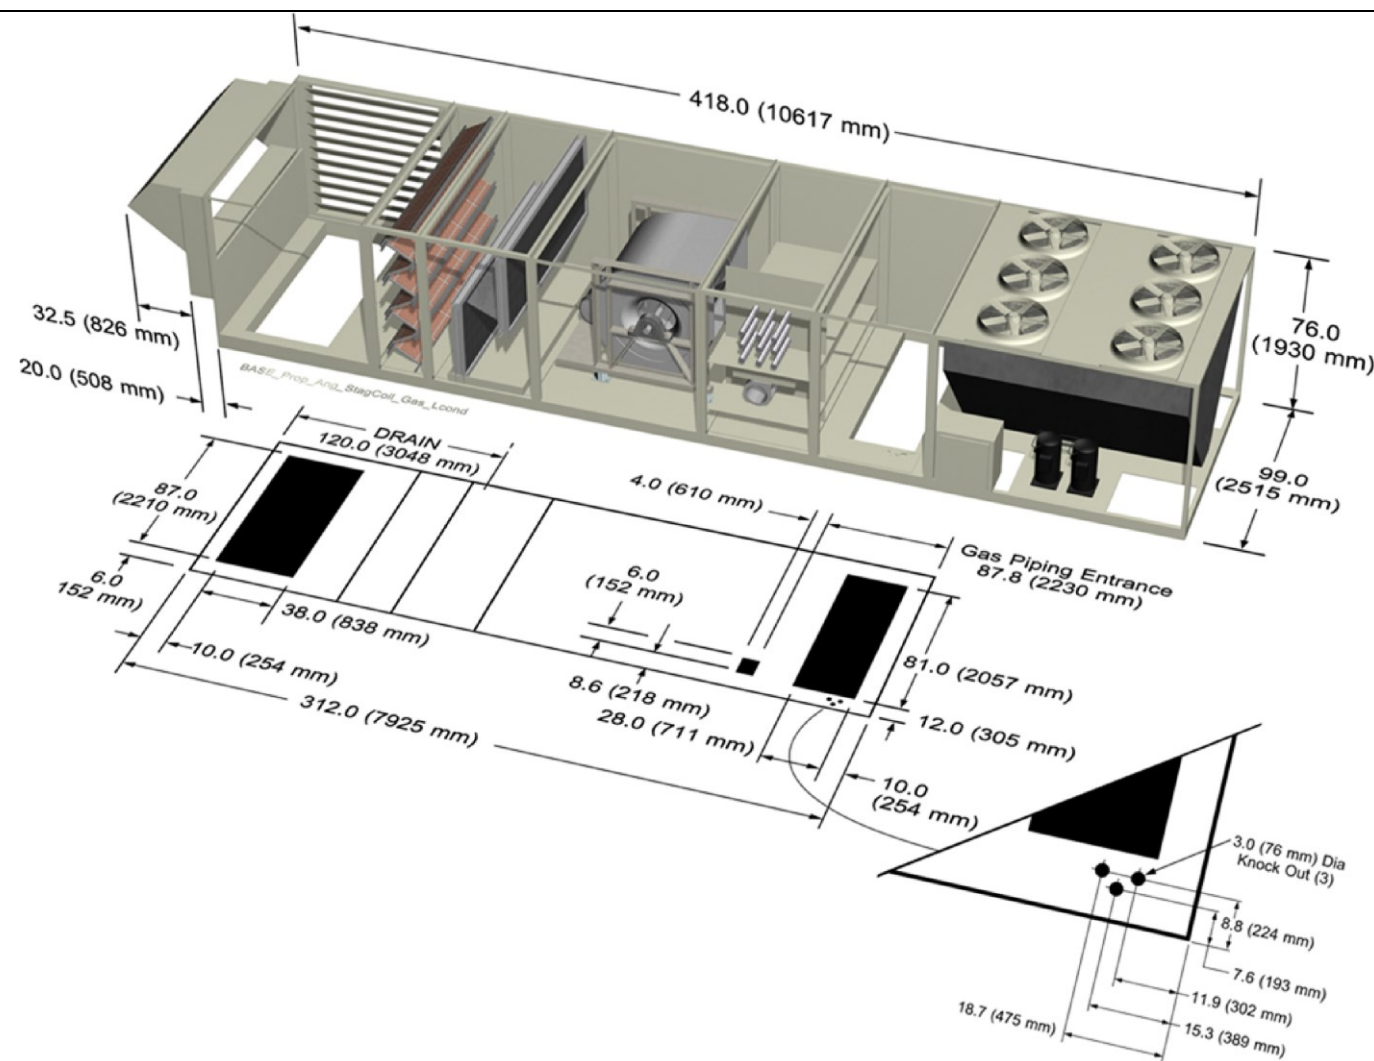 418.0 (10617 mm)
32.5 (826 mm)
20.0 (508 mm)
76.0
(1930 mm)
99.0
(2515 mm)
BASE_Prop_Ang_StagCoil_Gas_Lcond
DRAIN
120.0 (3048 mm)
87.0
(2210 mm)
4.0 (610 mm)
Gas Piping Entrance
87.8 (2230 mm)
6.0
152 mm)
6.0
(152 mm)
38.0 (838 mm)
10.0 (254 mm)
312.0 (7925 mm)
8.6 (218 mm)
28.0 (711 mm)
81.0 (2057 mm)
12.0 (305 mm)
10.0
(254 mm)
3.0 (76 mm) Dia
Knock Out (3)
8.8 (224 mm)
7.6 (193 mm)
11.9 (302 mm)
15.3 (389 mm)
18.7 (475 mm)